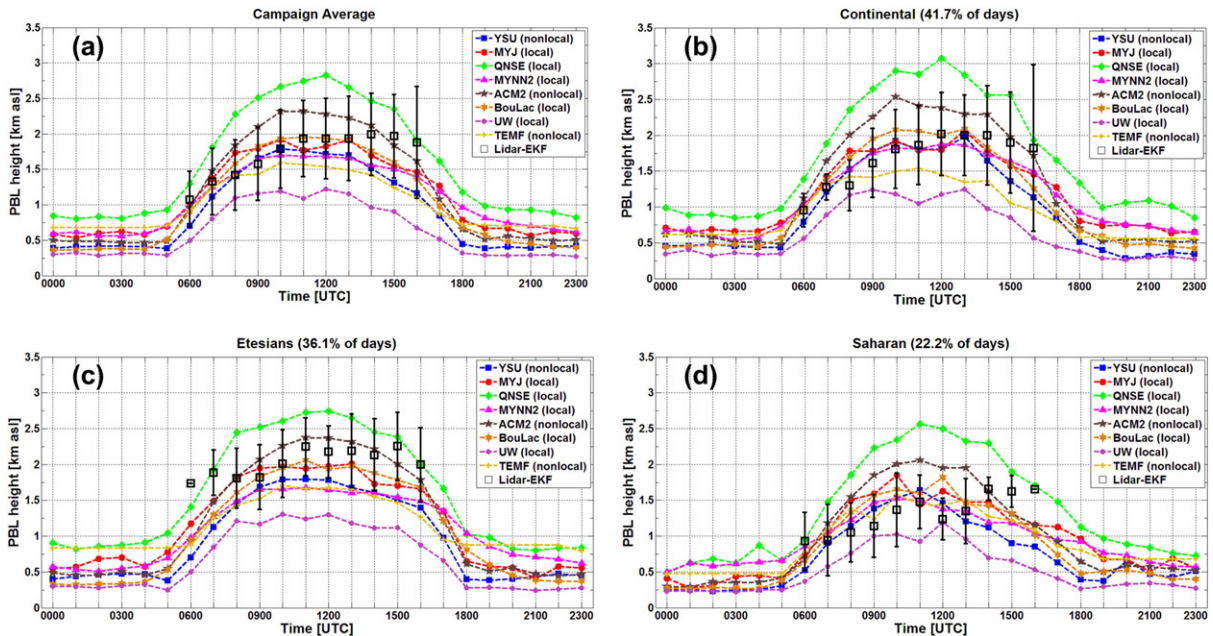 Campaign Average
(a)
PBL height [km asl]
3.5
3
2.5
2
1.5
1
0.5
0
YSU (nonlocal)
MYJ (local)
QNSE (local)
MYNN2 (local)
ACM2 (nonlocal)
BouLac (local)
UW (local)
TEMF (nonlocal)
Lidar-EKF
0000 0300 0600 0900 1200 1500 1800 2100 2300
Time [UTC]
Continental (41.7% of days)
(b)
PBL height [km asl]
3.5
3
2.5
2
1.5
1
0.5
0
YSU (nonlocal)
MYJ (local)
QNSE (local)
MYNN2 (local)
ACM2 (nonlocal)
BouLac (local)
UW (local)
TEMF (nonlocal)
Lidar-EKF
0000 0300 0600 0900 1200 1500 1800 2100 2300
Time [UTC]
Etesians (36.1% of days)
(c)
PBL height [km asl]
3.5
3
2.5
2
1.5
1
0.5
0
YSU (nonlocal)
MYJ (local)
QNSE (local)
MYNN2 (local)
ACM2 (nonlocal)
BouLac (local)
UW (local)
TEMF (nonlocal)
Lidar-EKF
0000 0300 0600 0900 1200 1500 1800 2100 2300
Time [UTC]
Saharan (22.2% of days)
(d)
PBL height [km asl]
3.5
3
2.5
2
1.5
1
0.5
0
YSU (nonlocal)
MYJ (local)
QNSE (local)
MYNN2 (local)
ACM2 (nonlocal)
BouLac (local)
UW (local)
TEMF (nonlocal)
Lidar-EKF
0000 0300 0600 0900 1200 1500 1800 2100 2300
Time [UTC]